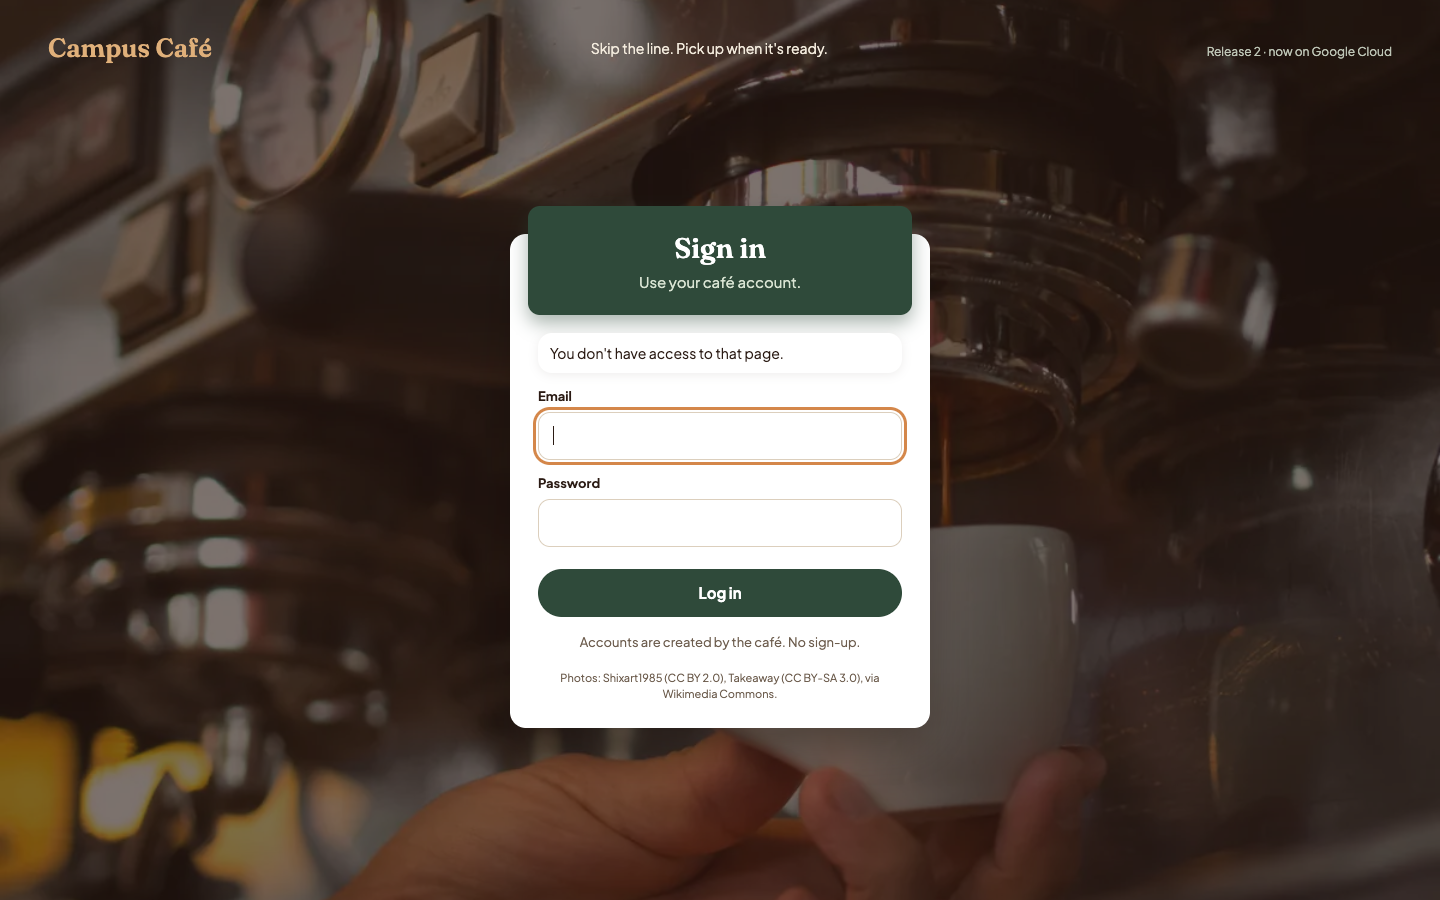 Campus Café
Skip the line. Pick up when it's ready.
Release 2 · now on Google Cloud
Sign in
Use your café account.
You don't have access to that page.
Email
Password
Log in
Accounts are created by the café. No sign-up.
Photos: Shixart1985 (CC BY 2.0), Takeaway (CC BY-SA 3.0), via
Wikimedia Commons.